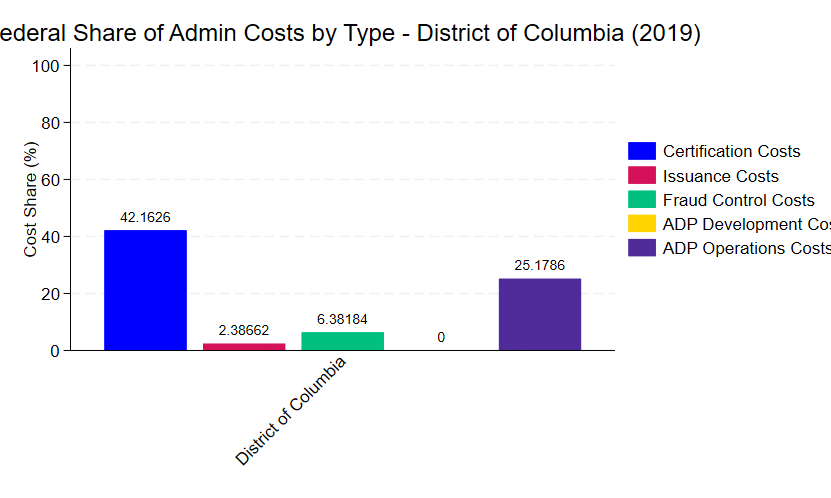 ederal Share of Admin Costs by Type - District of Columbia (2019)
100
80
60
40
20
0
Cost Share (%)
42.1626
2.38662
6.38184
0
25.1786
District of Columbia
Certification Costs
Issuance Costs
Fraud Control Costs
ADP Development Cos
ADP Operations Costs